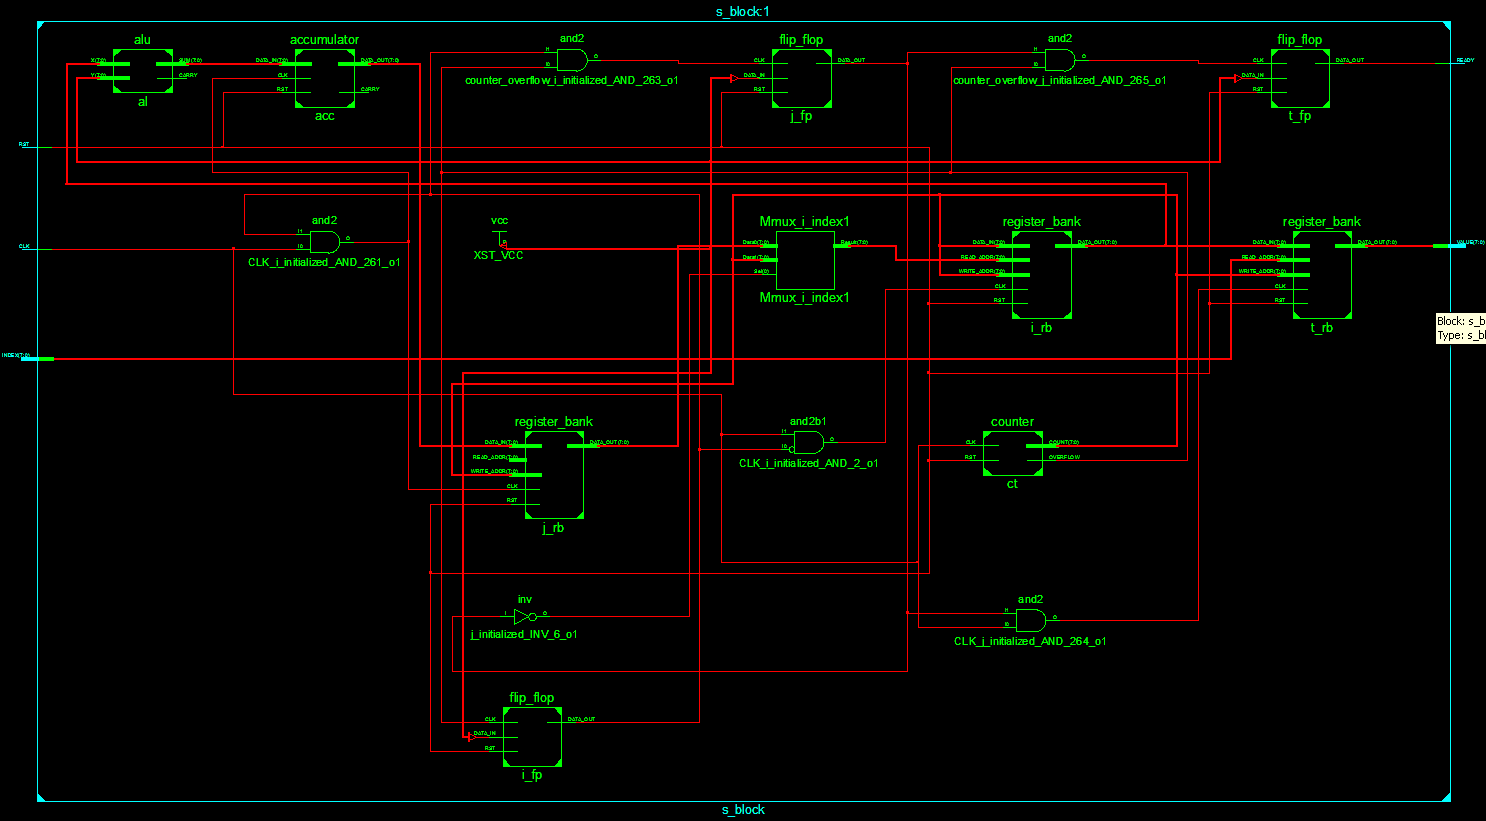 s_block:1
alu
accumulator
and2
flip_flop
and2
flip_flop
X(7:0)
SUM(7:0)
Y(7:0)
CARRY
al
DATA_IN(7:0)
DATA_OUT(7:0)
CLK
RST
CARRY
acc
I1
I0
O
counter_overflow_i_initialized_AND_263_o1
CLK
DATA_OUT
DATA_IN
RST
j_fp
I1
I0
O
counter_overflow_j_initialized_AND_265_o1
CLK
DATA_OUT
DATA_IN
RST
t_fp
READY
RST
and2
I1
I0
O
CLK_i_initialized_AND_261_o1
CLK
vcc
P
XST_VCC
Mmux_i_index1
Data0(7:0)
Result(7:0)
Data1(7:0)
Sel(0)
Mmux_i_index1
register_bank
DATA_IN(7:0)
DATA_OUT(7:0)
READ_ADDR(7:0)
WRITE_ADDR(7:0)
CLK
RST
i_rb
register_bank
DATA_IN(7:0)
DATA_OUT(7:0)
READ_ADDR(7:0)
WRITE_ADDR(7:0)
CLK
RST
t_rb
VALUE(7:0)
Block: s_b
Type: s_bl
INDEX(7:0)
register_bank
DATA_IN(7:0)
DATA_OUT(7:0)
READ_ADDR(7:0)
WRITE_ADDR(7:0)
CLK
RST
j_rb
and2b1
I1
I0
O
CLK_i_initialized_AND_2_o1
counter
CLK
COUNT(7:0)
RST
OVERFLOW
ct
inv
I
O
j_initialized_INV_6_o1
and2
I1
I0
O
CLK_j_initialized_AND_264_o1
flip_flop
CLK
DATA_OUT
DATA_IN
RST
i_fp
s_block